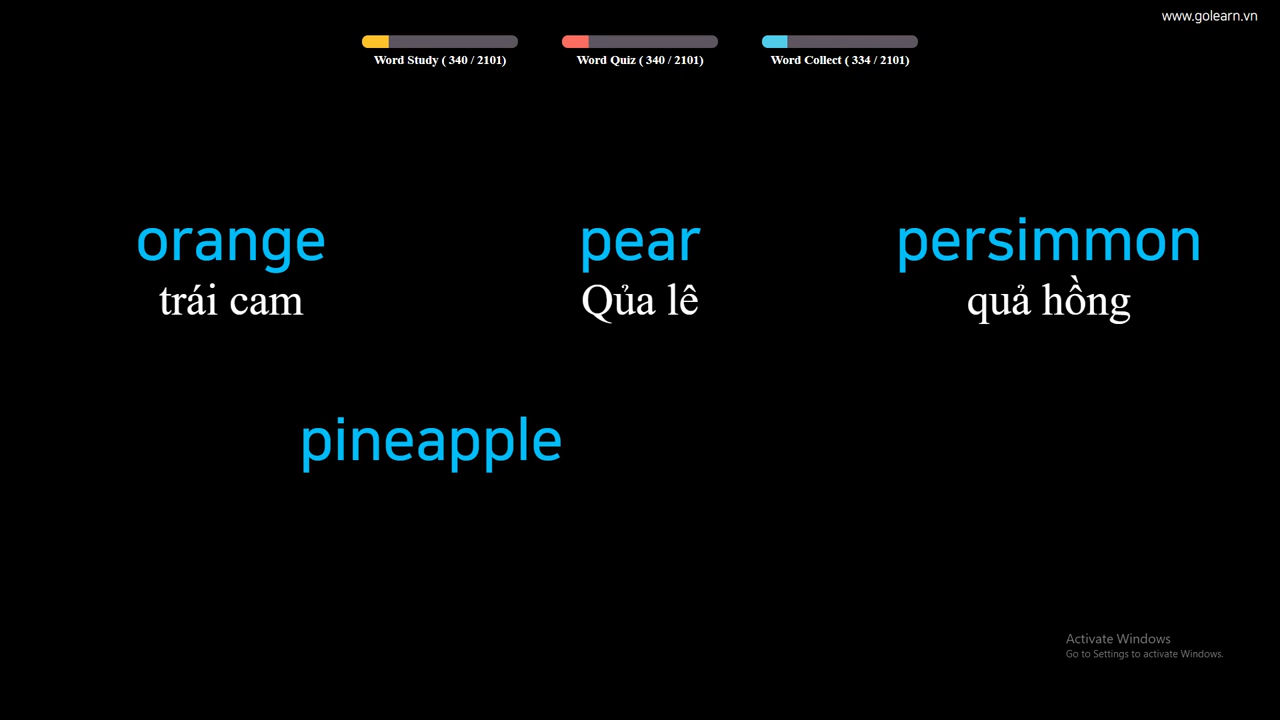 www.golearn.vn
Word Study ( 340 / 2101)
Word Quiz ( 340 / 2101)
Word Collect ( 334 / 2101)
orange
pear
persimmon
trái cam
Qủa lê
quả hồng
pineapple
Activate Windows
Go to Settings to activate Windows.